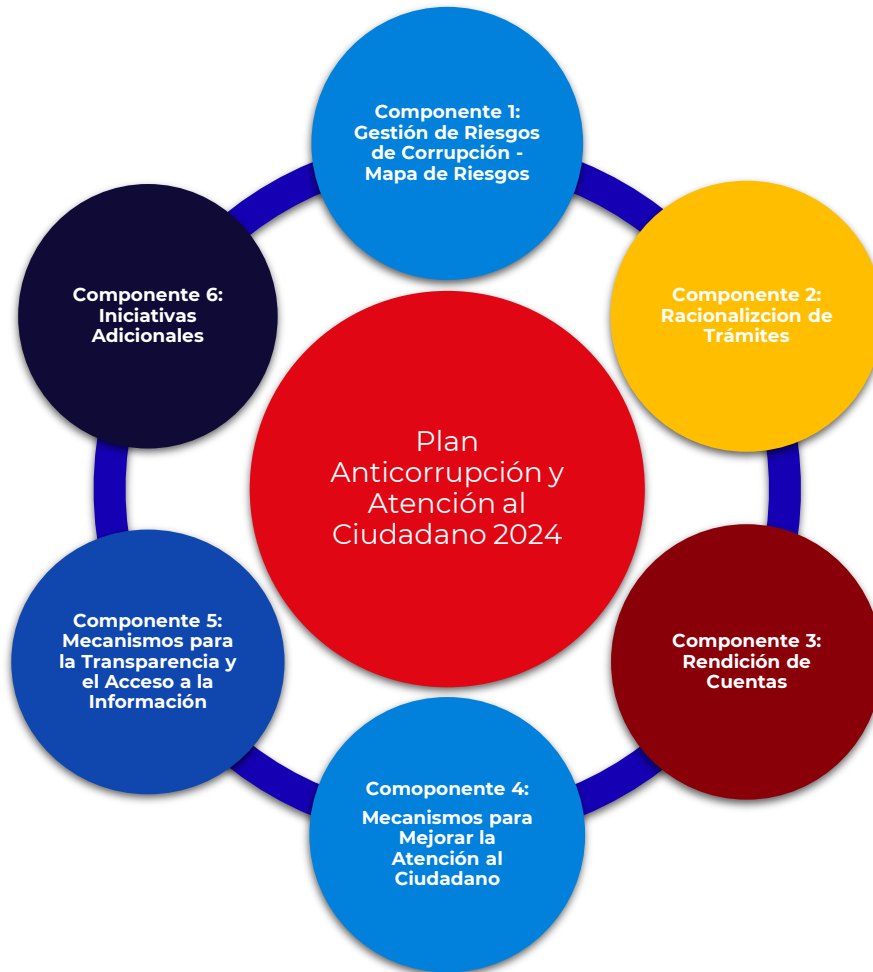 Componente 1:
Gestión de Riesgos
de Corrupción -
Mapa de Riesgos
Componente 2:
Racionalizcion de
Trámites
Componente 3:
Rendición de
Cuentas
Comoponente 4:
Mecanismos para
Mejorar la
Atención al
Ciudadano
Componente 5:
Mecanismos para
la Transparencia y
el Acceso a la
Información
Componente 6:
Iniciativas
Adicionales
Plan
Anticorrupción y
Atención al
Ciudadano 2024